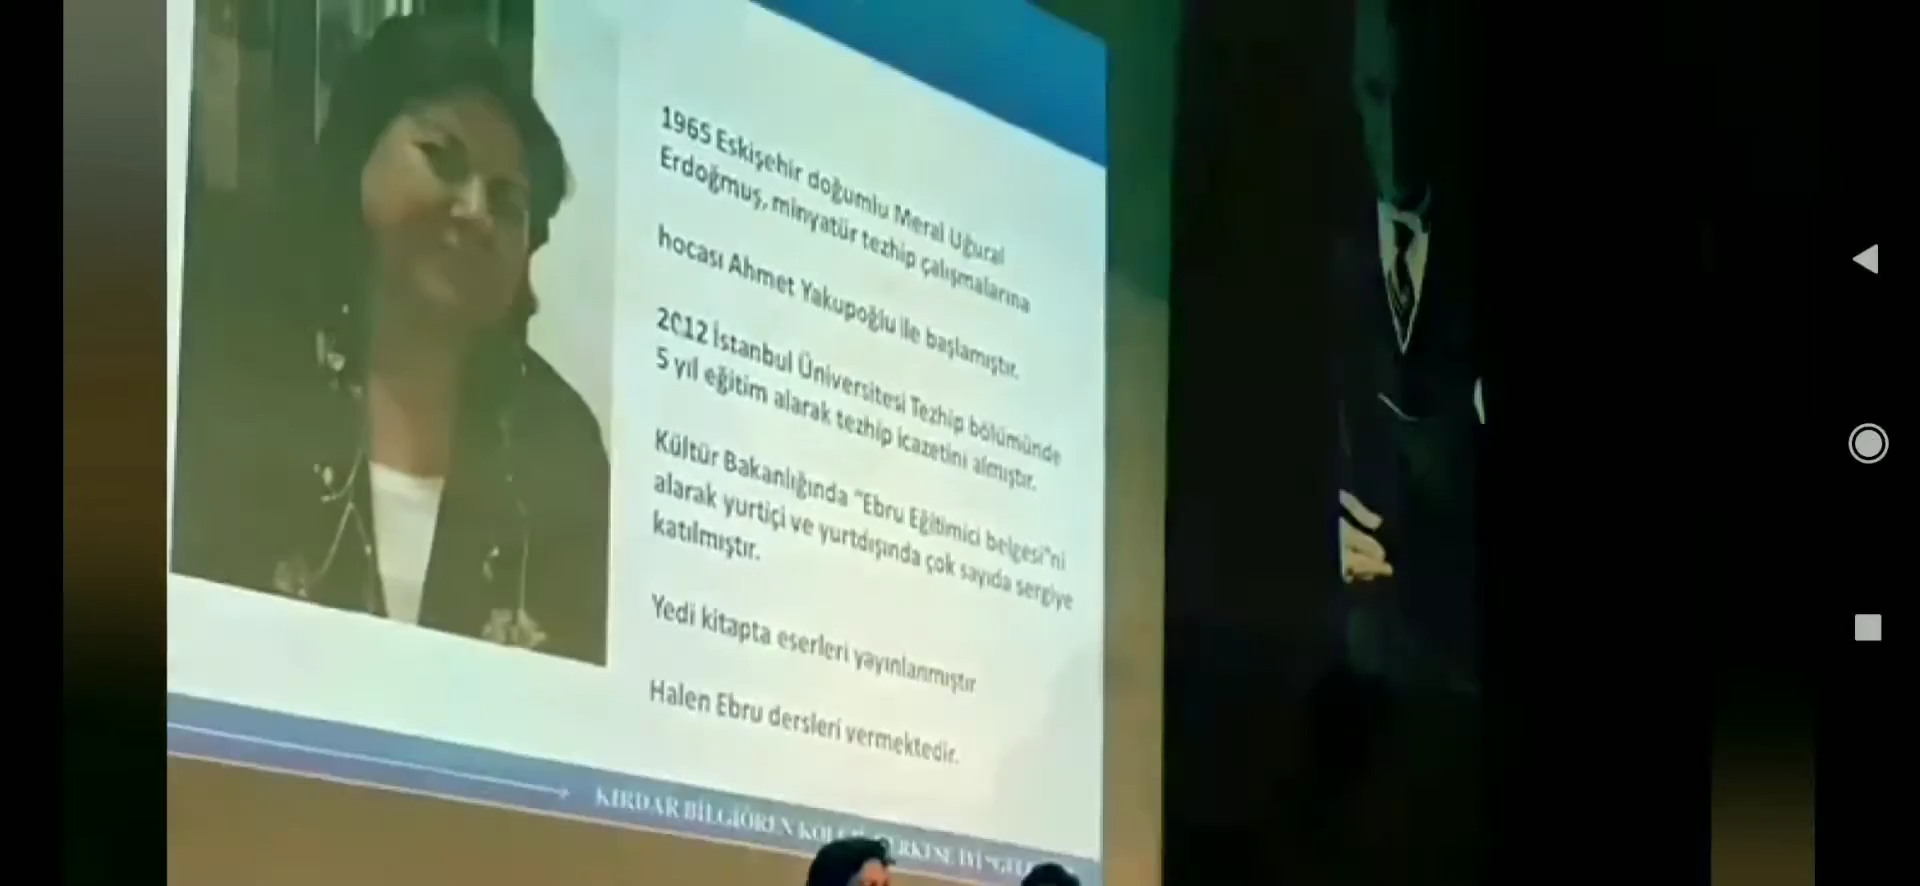 1965 Eskişehir doğumlu Meral Uğural
Erdoğmuş, minyatür tezhip çalışmalarına
hocası Ahmet Yakupoğlu ile başlamıştır.
2012 İstanbul Üniversitesi Tezhip bölümünde
5 yıl eğitim alarak tezhip icazetini almıştır.
Kültür Bakanlığında "Ebru Eğitimici belgesi"ni
alarak yurtiçi ve yurtdışında çok sayıda sergiye
katılmıştır.
Yedi kitapta eserleri yayınlanmıştır
Halen Ebru dersleri vermektedir.
KIRDAR BİLGİÖREN